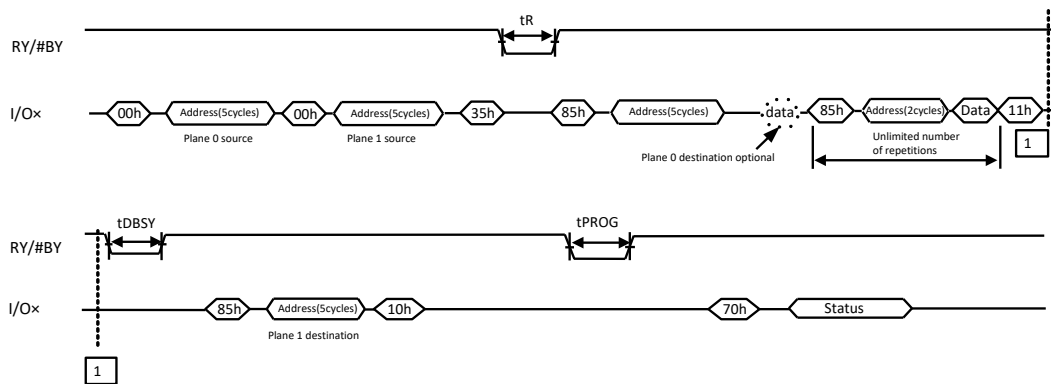 tR
RY/#BY
I/O×
00h Address(5cycles) 00h Address(5cycles) 35h 85h Address(5cycles) data 85h Address(2cycles) Data 11h
Plane 0 source Plane 1 source
Plane 0 destination optional
Unlimited number
of repetitions
1
tDBSY tPROG
RY/#BY
I/O×
85h Address(5cycles) 10h 70h Status
Plane 1 destination
1